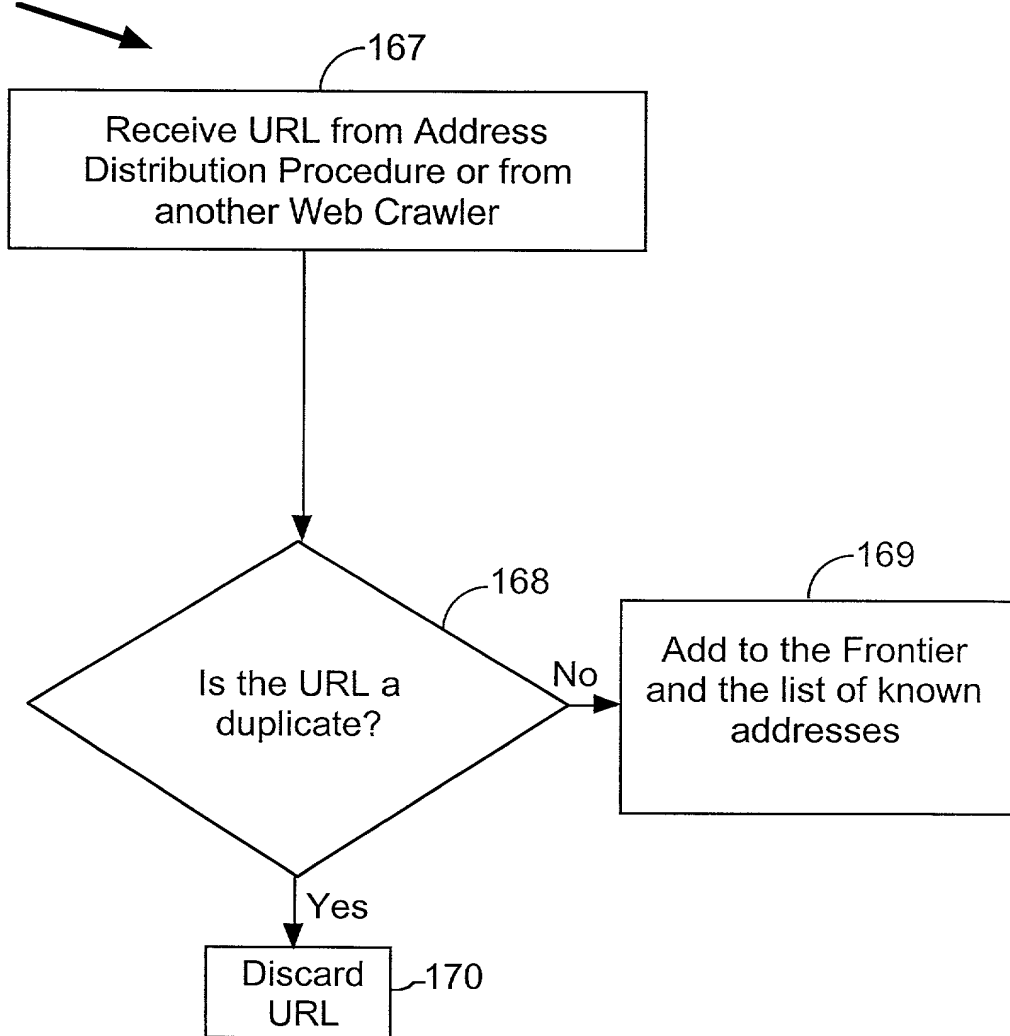 167
Receive URL from Address
Distribution Procedure or from
another Web Crawler
168
Is the URL a
duplicate?
No
169
Add to the Frontier
and the list of known
addresses
Yes
Discard
URL
170